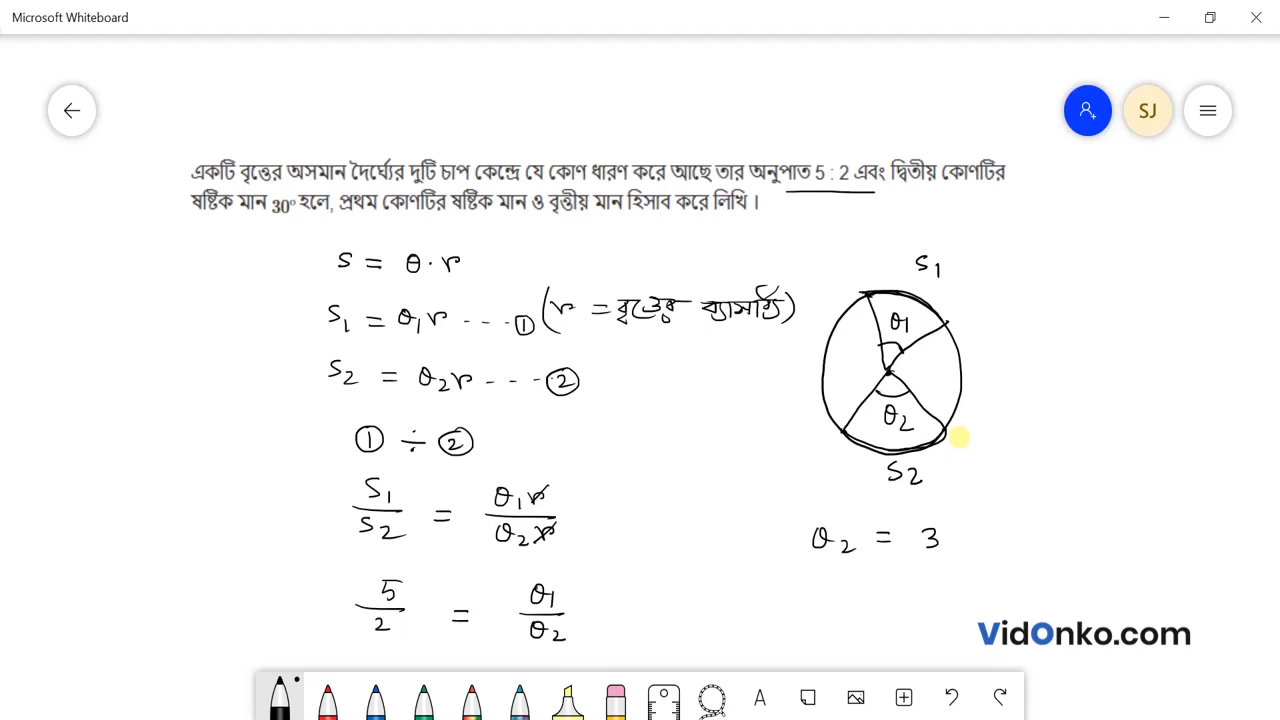 Microsoft Whiteboard
SJ
একটি বৃত্তের অসমান দৈর্ঘ্যের দুটি চাপ কেন্দ্রে যে কোণ ধারণ করে আছে তার অনুপাত 5 : 2 এবং দ্বিতীয় কোণটির
ষষ্টিক মান 30° হলে, প্রথম কোণটির ষষ্টিক মান ও বৃত্তীয় মান হিসাব করে লিখি ।
S = θ · r
S₁ = θ₁r - - - ① (r = বৃত্তের ব্যাসার্ধ)
S₂ = θ₂r - - - ②
① ÷ ②
S₁/S₂ = θ₁r/θ₂r
5/2 = θ₁/θ₂
S₁
θ₁
θ₂
S₂
θ₂ = 3
VidOnko.com
A